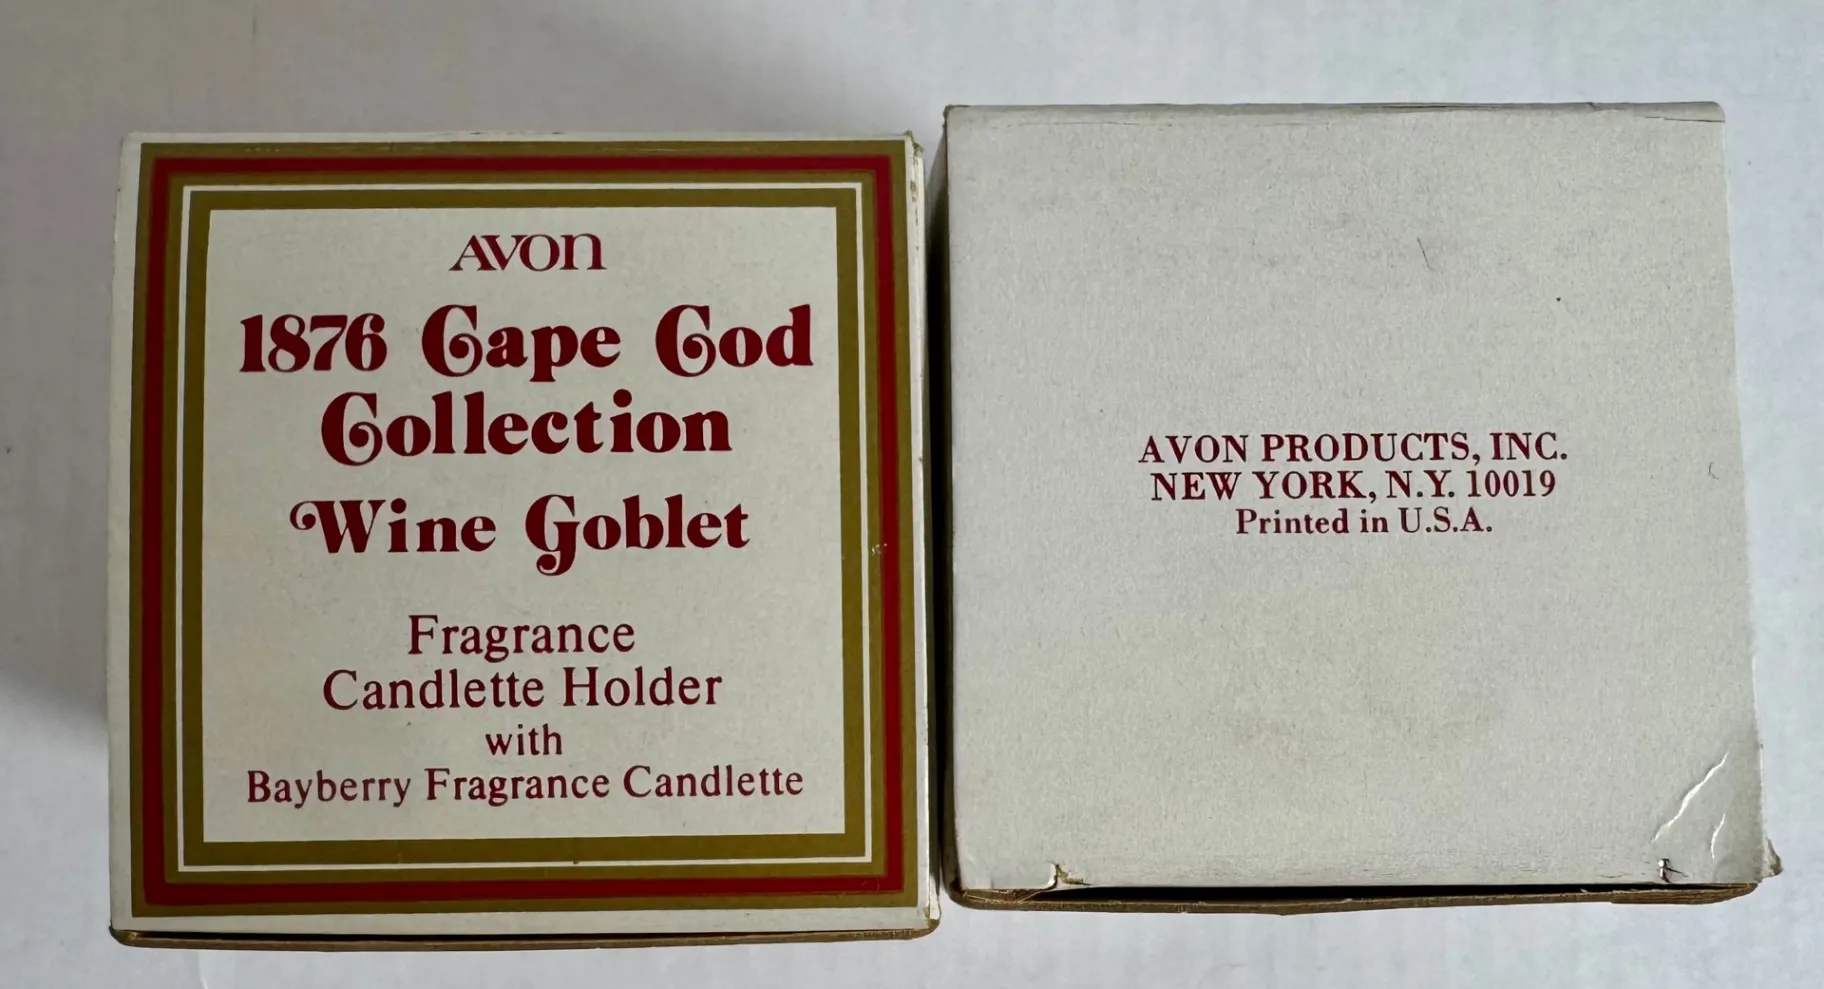 AVON
1876 Cape Cod
Collection
Wine Goblet
Fragrance
Candlette Holder
with
Bayberry Fragrance Candlette
AVON PRODUCTS, INC.
NEW YORK, N.Y. 10019
Printed in U.S.A.